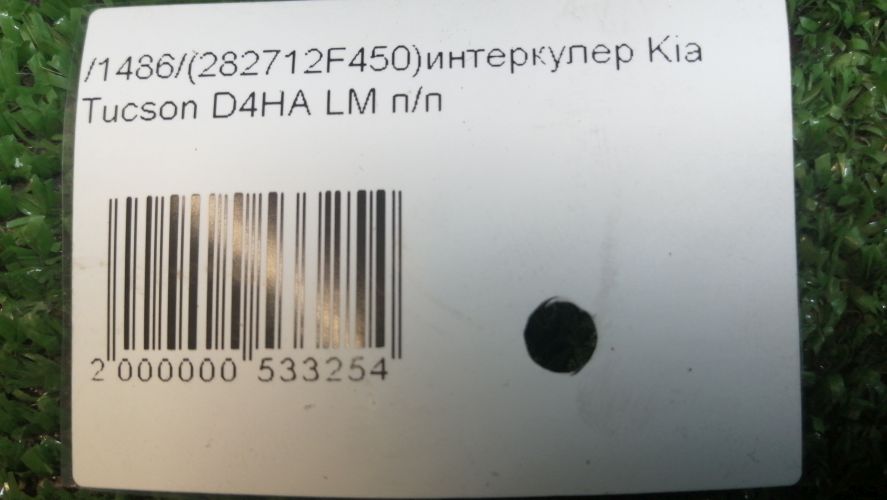 /1486/(282712F450)интеркулер Kia
Tucson D4HA LM п/п
2 000000 533254